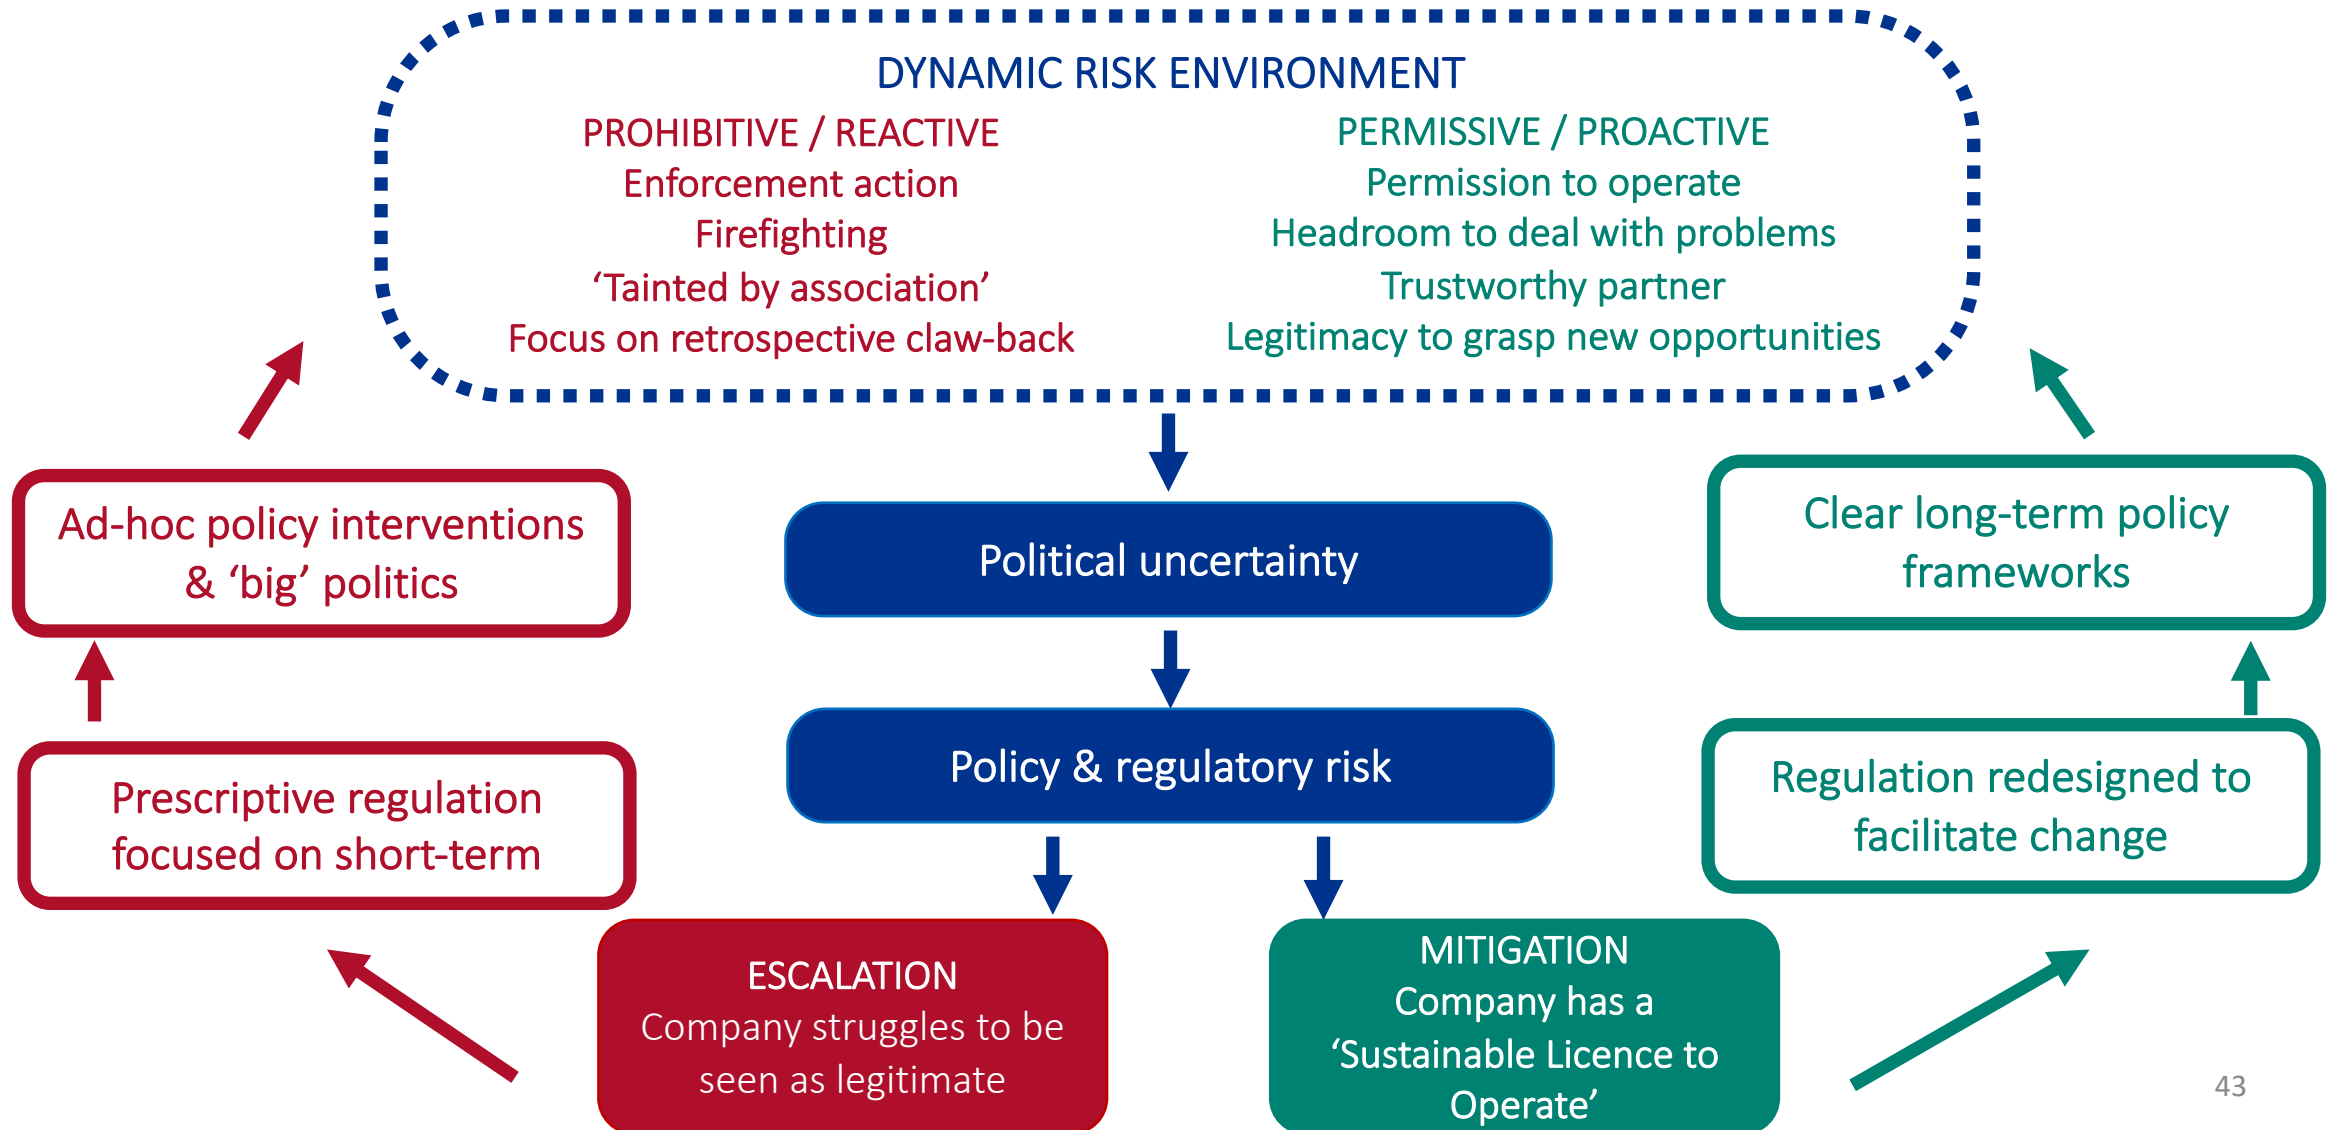 DYNAMIC RISK ENVIRONMENT
PROHIBITIVE / REACTIVE
Enforcement action
Firefighting
‘Tainted by association’
Focus on retrospective claw-back
PERMISSIVE / PROACTIVE
Permission to operate
Headroom to deal with problems
Trustworthy partner
Legitimacy to grasp new opportunities
Ad-hoc policy interventions
& ‘big’ politics
Political uncertainty
Clear long-term policy
frameworks
Prescriptive regulation
focused on short-term
Policy & regulatory risk
Regulation redesigned to
facilitate change
ESCALATION
Company struggles to be
seen as legitimate
MITIGATION
Company has a
‘Sustainable Licence to
Operate’
43